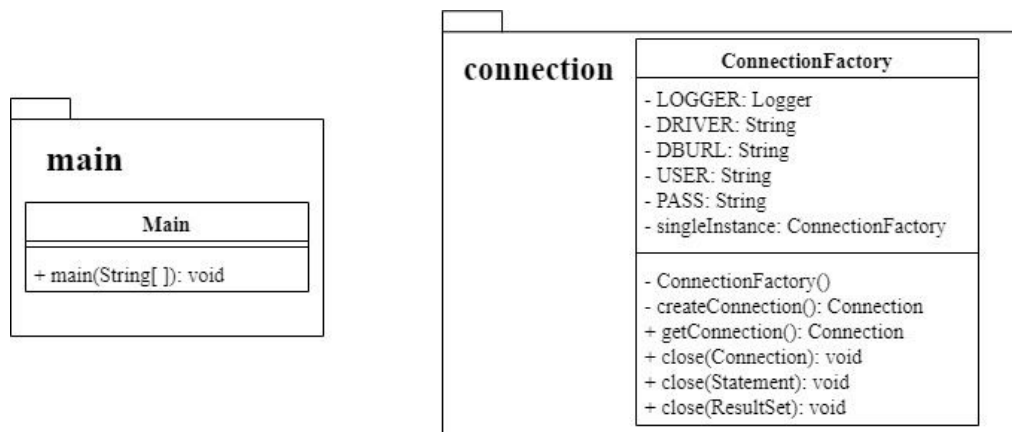 main
Main
+ main(String[ ]): void
connection
ConnectionFactory
- LOGGER: Logger
- DRIVER: String
- DBURL: String
- USER: String
- PASS: String
- singleInstance: ConnectionFactory
- ConnectionFactory()
- createConnection(): Connection
+ getConnection(): Connection
+ close(Connection): void
+ close(Statement): void
+ close(ResultSet): void